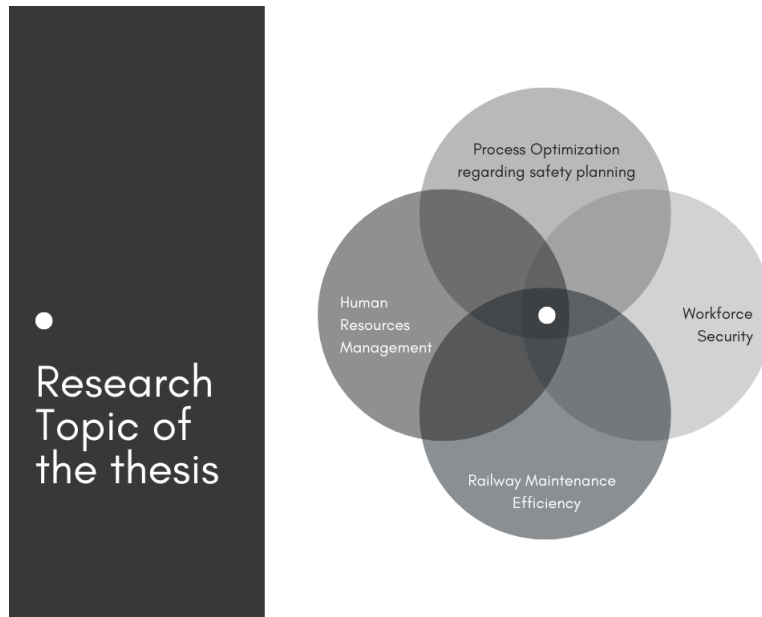 Research
Topic of
the thesis
Process Optimization
regarding safety planning
Human
Resources
Management
Workforce
Security
Railway Maintenance
Efficiency